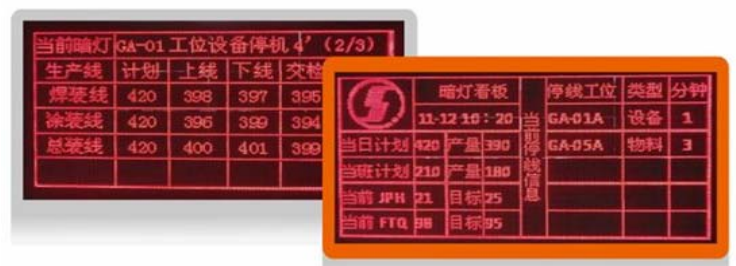 当前暗灯 GA-01 工位设备停机 4’（2/3）
生产线 计划 上线 下线 交检
焊装线 420 398 397 395
涂装线 420 396 399 394
总装线 420 400 401 399
暗灯看板 停线工位 类型 分钟
11-12 10：20 GA-01A 设备 1
当日计划 420 产量 390 GA-05A 物料 3
当班计划 210 产量 180
当前 JPH 21 目标 25
当前 FTQ 98 目标 95
当前停线信息